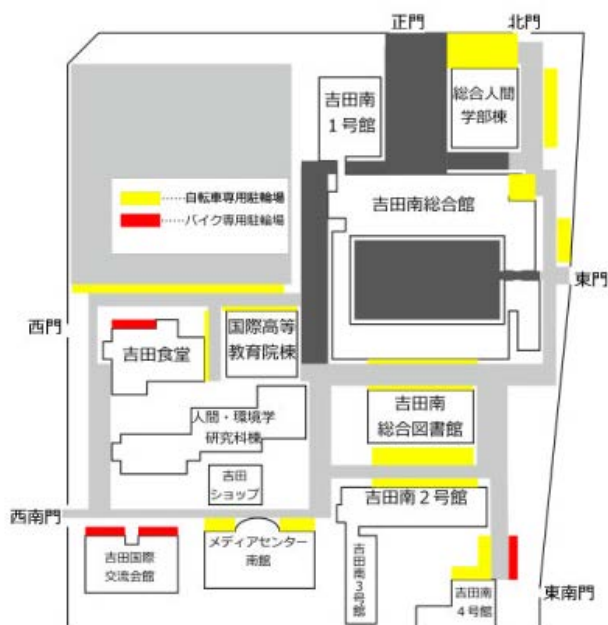 正門
北門
吉田南
1号館
総合人間
学部棟
……自転車専用駐輪場
……バイク専用駐輪場
吉田南総合館
東門
西門
国際高等
教育院棟
吉田食堂
吉田南
総合図書館
人間・環境学
研究科棟
吉田
ショップ
吉田南2号館
西南門
メディアセンター
南館
吉田国際
交流会館
吉田南3号館
吉田南
4号館
東南門